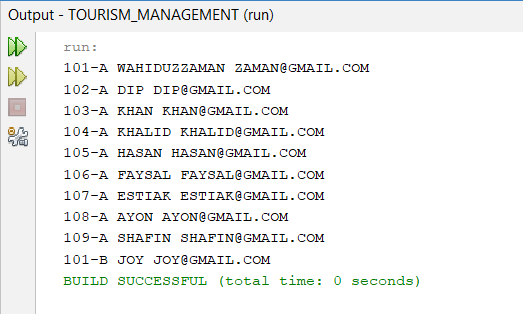 Output - TOURISM_MANAGEMENT (run)
run:
101-A WAHIDUZZAMAN ZAMAN@GMAIL.COM
102-A DIP DIP@GMAIL.COM
103-A KHAN KHAN@GMAIL.COM
104-A KHALID KHALID@GMAIL.COM
105-A HASAN HASAN@GMAIL.COM
106-A FAYSAL FAYSAL@GMAIL.COM
107-A ESTIAK ESTIAK@GMAIL.COM
108-A AYON AYON@GMAIL.COM
109-A SHAFIN SHAFIN@GMAIL.COM
101-B JOY JOY@GMAIL.COM
BUILD SUCCESSFUL (total time: 0 seconds)